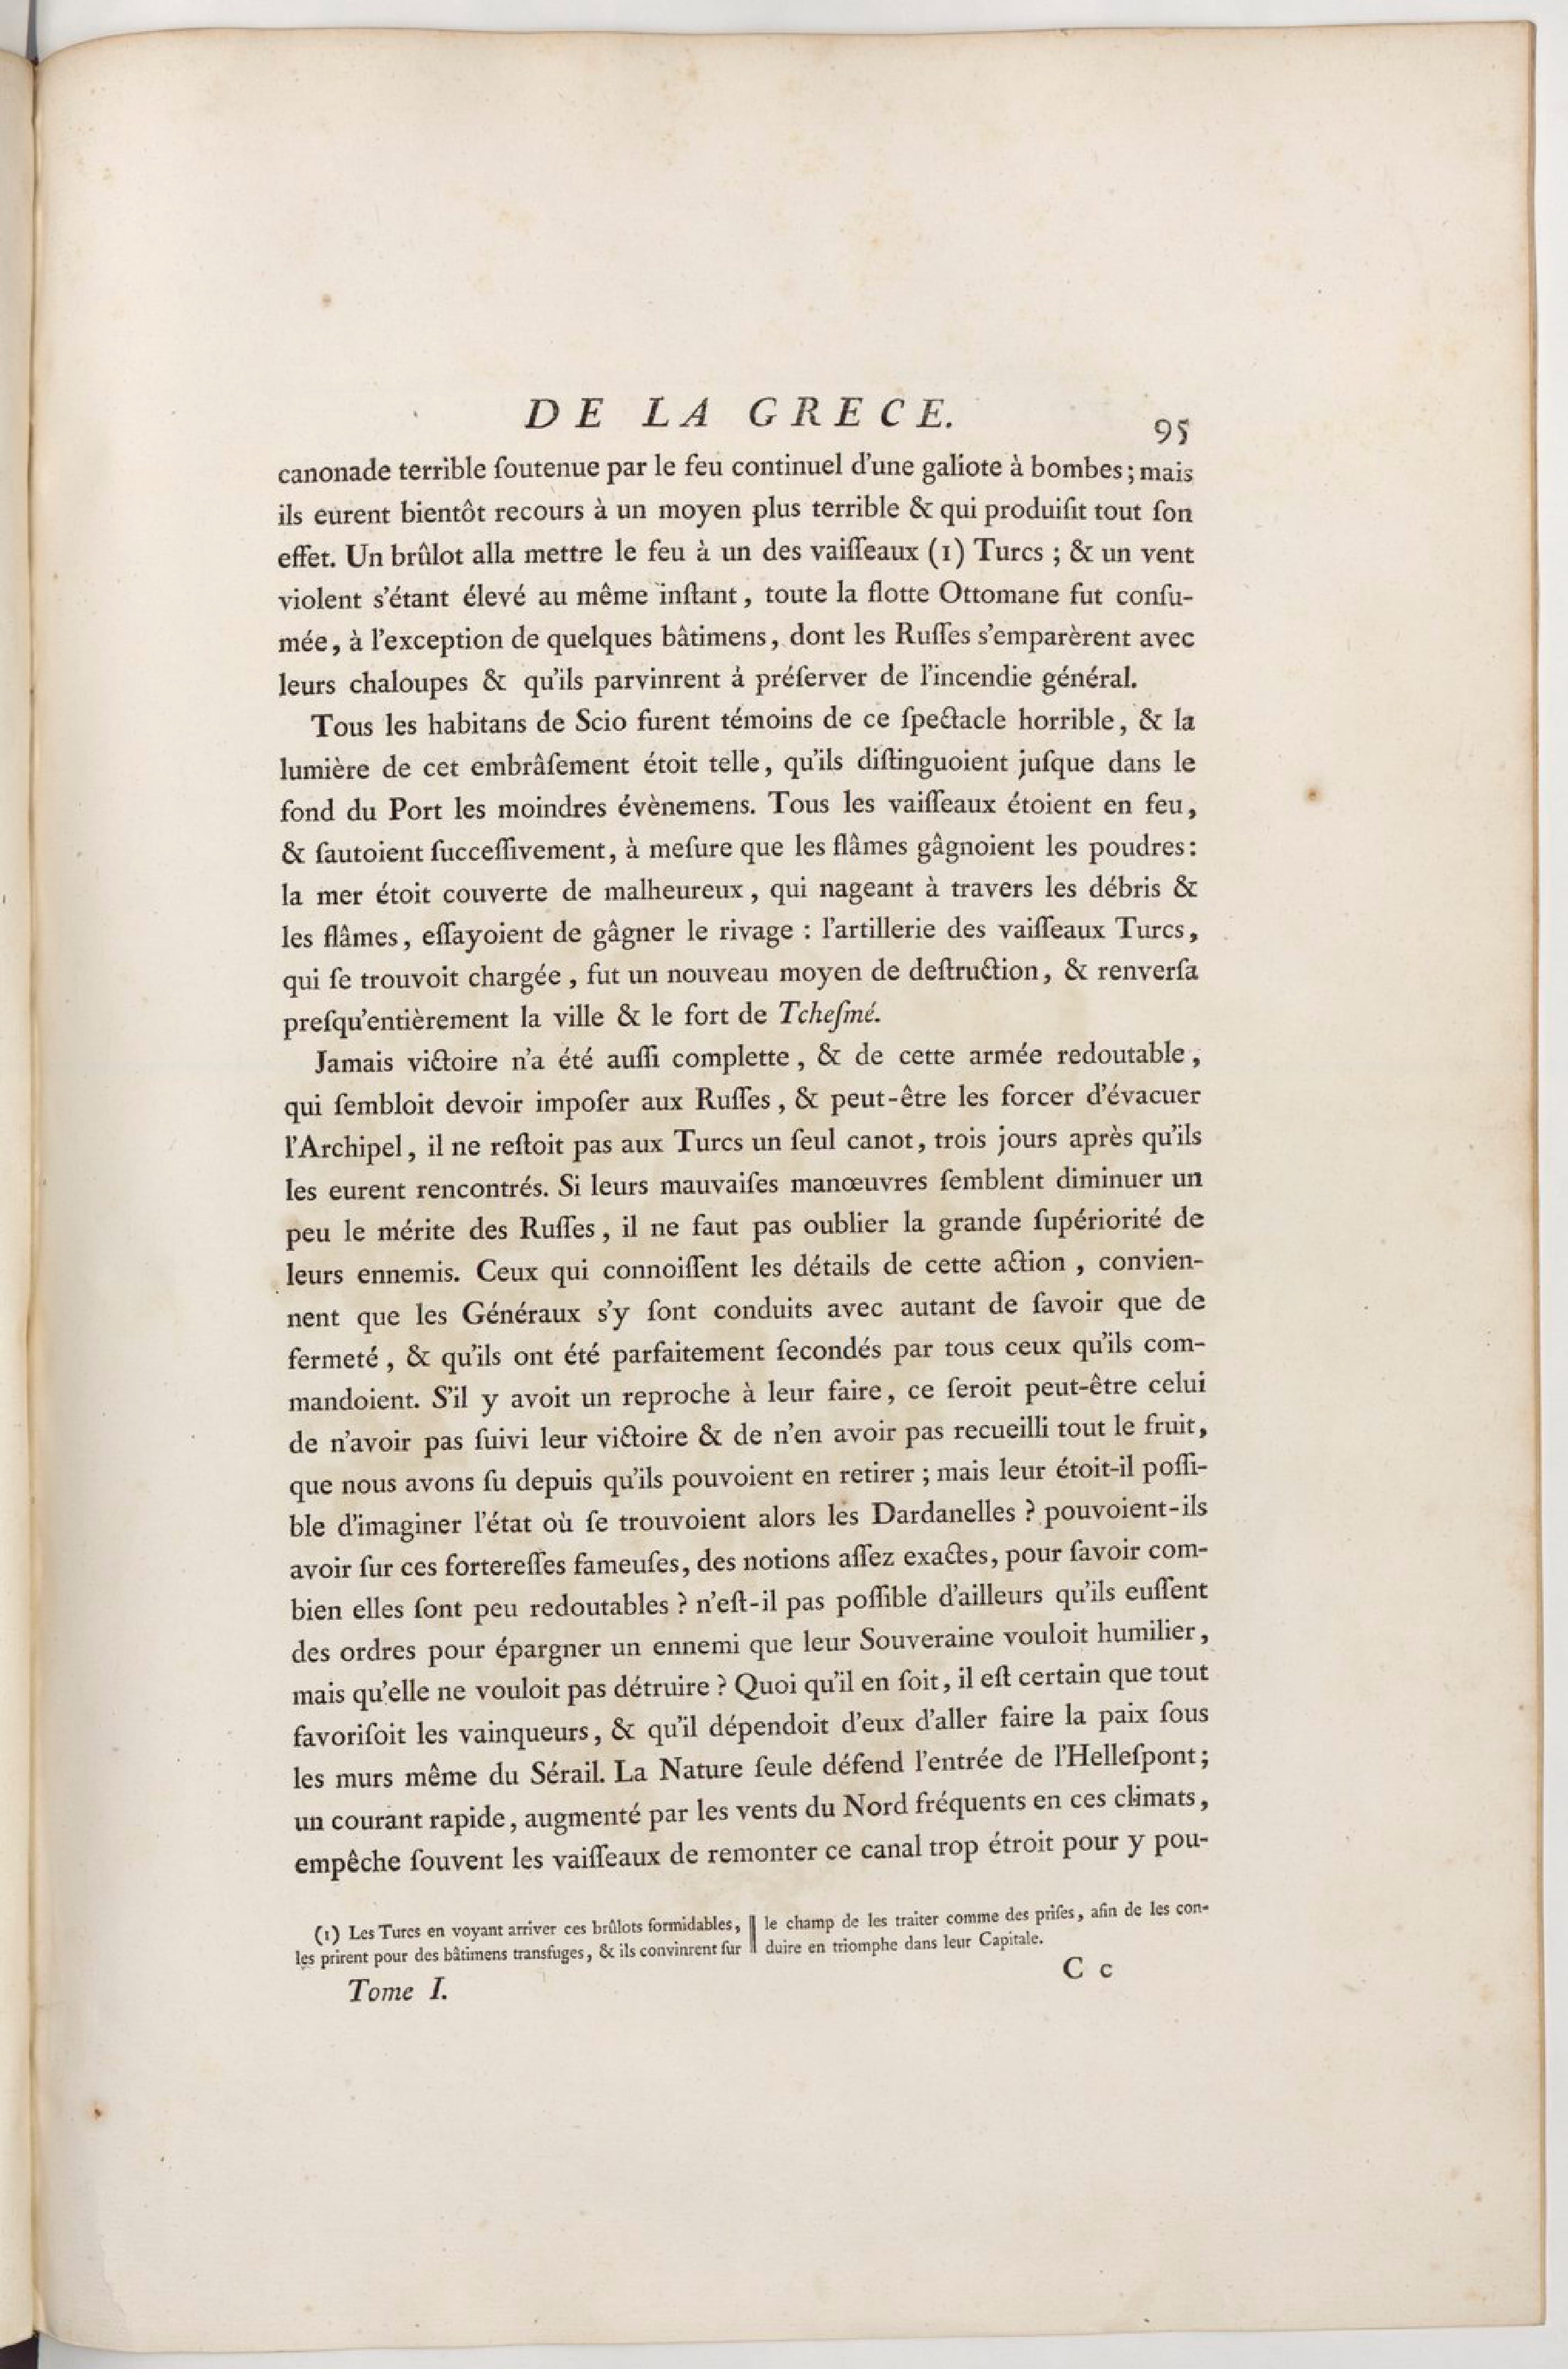 DE LA GRECE.
95
canonade terrible ſoutenue par le feu continuel d'une galiote à bombes ; mais
ils eurent bientôt recours à un moyen plus terrible & qui produiſit tout ſon
effet. Un brûlot alla mettre le feu à un des vaiſſeaux (1) Turcs ; & un vent
violent s'étant élevé au même inſtant, toute la flotte Ottomane fut conſu-
mée, à l'exception de quelques bâtimens, dont les Ruſſes s'emparèrent avec
leurs chaloupes & qu'ils parvinrent à préſerver de l'incendie général.
Tous les habitans de Scio furent témoins de ce ſpectacle horrible, & la
lumière de cet embrâſement étoit telle, qu'ils diſtinguoient juſque dans le
fond du Port les moindres évènemens. Tous les vaiſſeaux étoient en feu,
& ſautoient ſucceſſivement, à meſure que les flâmes gâgnoient les poudres :
la mer étoit couverte de malheureux, qui nageant à travers les débris &
les flâmes, eſſayoient de gâgner le rivage : l'artillerie des vaiſſeaux Turcs,
qui ſe trouvoit chargée, fut un nouveau moyen de deſtruction, & renverſa
preſqu'entièrement la ville & le fort de Tcheſmé.
Jamais victoire n'a été auſſi complette, & de cette armée redoutable,
qui ſembloit devoir impoſer aux Ruſſes, & peut-être les forcer d'évacuer
l'Archipel, il ne reſtoit pas aux Turcs un ſeul canot, trois jours après qu'ils
les eurent rencontrés. Si leurs mauvaiſes manœuvres ſemblent diminuer un
peu le mérite des Ruſſes, il ne faut pas oublier la grande ſupériorité de
leurs ennemis. Ceux qui connoiſſent les détails de cette action, convien-
nent que les Généraux s'y ſont conduits avec autant de ſavoir que de
fermeté, & qu'ils ont été parfaitement ſecondés par tous ceux qu'ils com-
mandoient. S'il y avoit un reproche à leur faire, ce ſeroit peut-être celui
de n'avoir pas ſuivi leur victoire & de n'en avoir pas recueilli tout le fruit,
que nous avons ſu depuis qu'ils pouvoient en retirer ; mais leur étoit-il poſſi-
ble d'imaginer l'état où ſe trouvoient alors les Dardanelles ? pouvoient-ils
avoir ſur ces fortereſſes fameuſes, des notions aſſez exactes, pour ſavoir com-
bien elles ſont peu redoutables ? n'eſt-il pas poſſible d'ailleurs qu'ils euſſent
des ordres pour épargner un ennemi que leur Souveraine vouloit humilier,
mais qu'elle ne vouloit pas détruire ? Quoi qu'il en ſoit, il eſt certain que tout
favoriſoit les vainqueurs, & qu'il dépendoit d'eux d'aller faire la paix ſous
les murs même du Sérail. La Nature ſeule défend l'entrée de l'Helleſpont ;
un courant rapide, augmenté par les vents du Nord fréquents en ces climats,
empêche ſouvent les vaiſſeaux de remonter ce canal trop étroit pour y pou-
(1) Les Turcs en voyant arriver ces brûlots formidables,
les prirent pour des bâtimens transfuges, & ils convinrent ſur
le champ de les traiter comme des priſes, afin de les con-
duire en triomphe dans leur Capitale.
Tome I.
C c